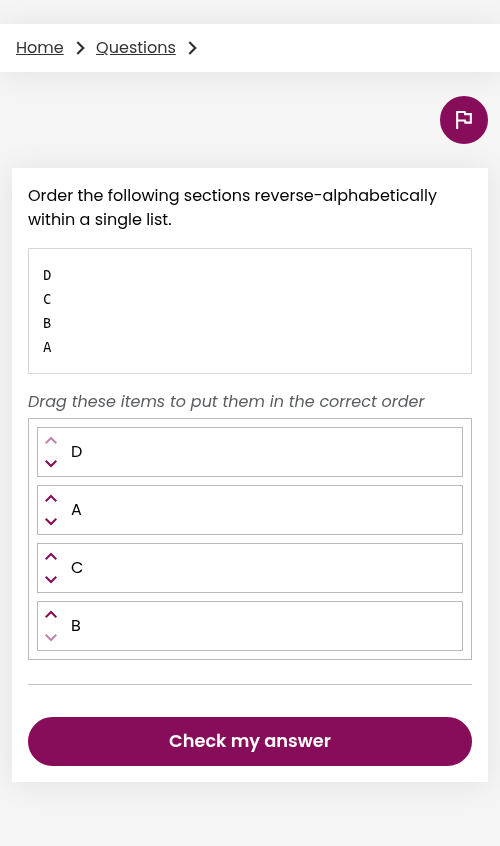 Home Questions
Order the following sections reverse-alphabetically
within a single list.
D
C
B
A
Drag these items to put them in the correct order
D
A
C
B
Check my answer